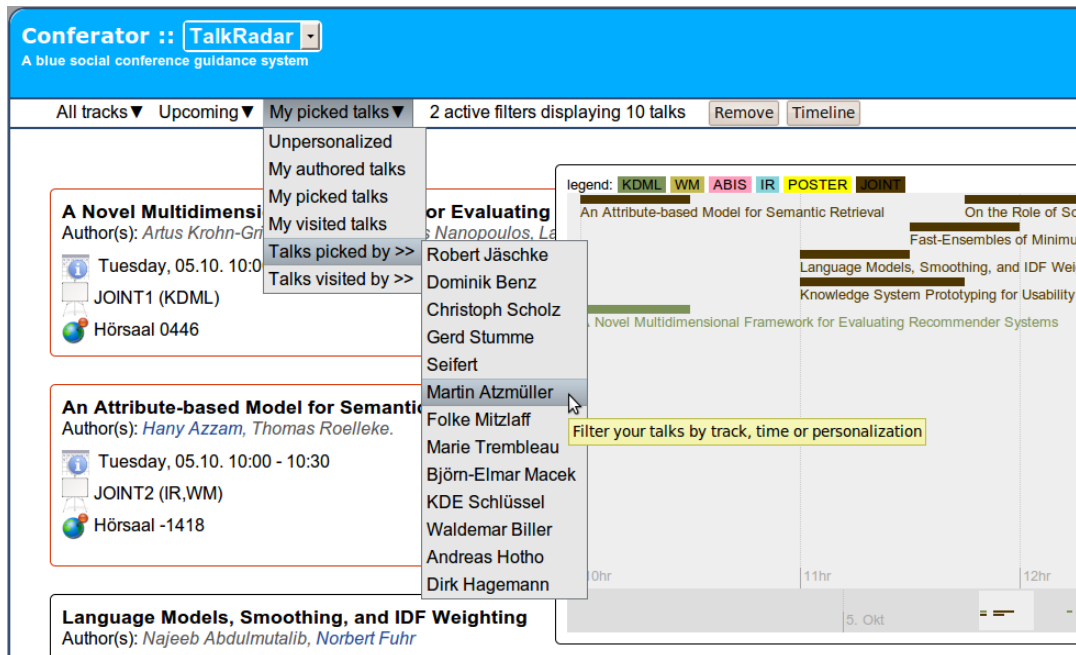 Conferator :: TalkRadar
A blue social conference guidance system
All tracks▼ Upcoming▼ My picked talks▼ 2 active filters displaying 10 talks Remove Timeline
Unpersonalized
My authored talks
My picked talks
My visited talks
Talks picked by >>
Talks visited by >>
Robert Jäschke
Dominik Benz
Christoph Scholz
Gerd Stumme
Seifert
Martin Atzmüller
Folke Mitzlaff
Marie Trembleau
Björn-Elmar Macek
KDE Schlüssel
Waldemar Biller
Andreas Hotho
Dirk Hagemann
Filter your talks by track, time or personalization
A Novel Multidimensi or Evaluating
Author(s): Artus Krohn-Gri s Nanopoulos, La
Tuesday, 05.10. 10:0
JOINT1 (KDML)
Hörsaal 0446
An Attribute-based Model for Semantic
Author(s): Hany Azzam, Thomas Roelleke.
Tuesday, 05.10. 10:00 - 10:30
JOINT2 (IR,WM)
Hörsaal -1418
Language Models, Smoothing, and IDF Weighting
Author(s): Najeeb Abdulmutalib, Norbert Fuhr
legend: KDML WM ABIS IR POSTER JOINT
An Attribute-based Model for Semantic Retrieval On the Role of So
Fast-Ensembles of Minimu
Language Models, Smoothing, and IDF Wei
Knowledge System Prototyping for Usability
Novel Multidimensional Framework for Evaluating Recommender Systems
0hr 11hr 12hr
5. Okt